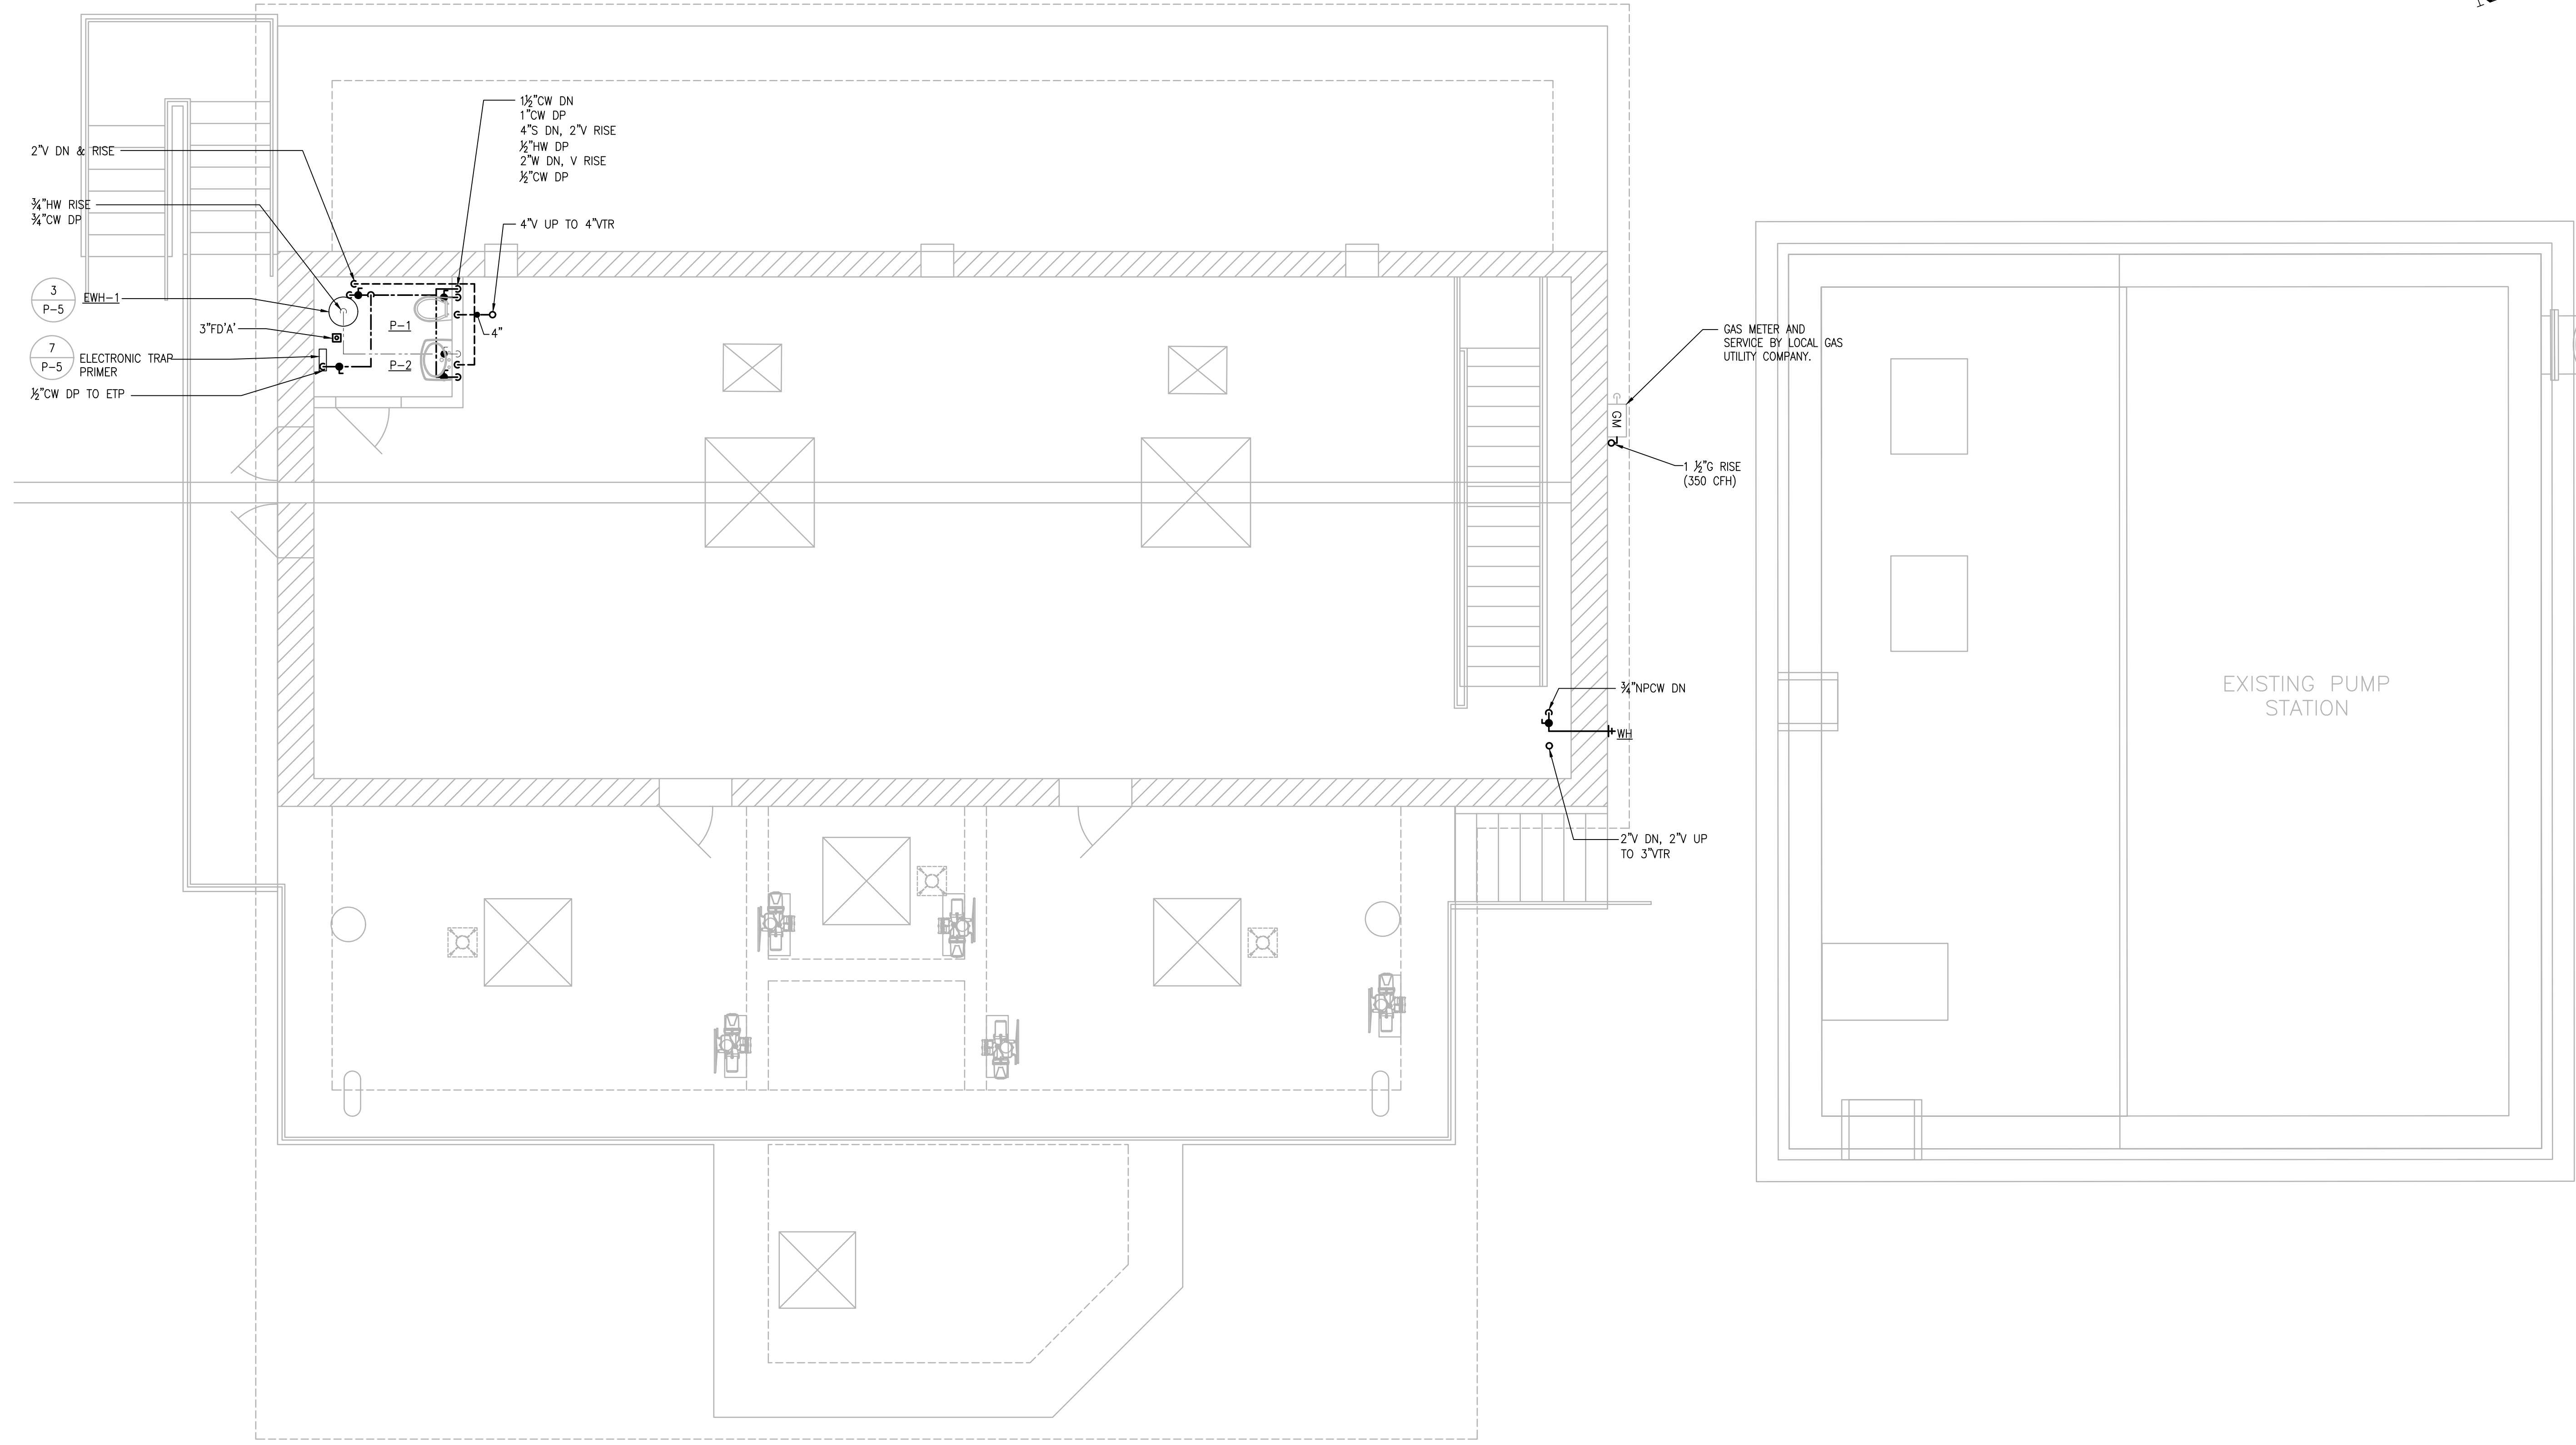 1½"CW DN
1"CW DP
4"S DN, 2"V RISE
½"HW DP
2"W DN, V RISE
½"CW DP
2"V DN & RISE
¾"HW RISE
¾"CW DP
4"V UP TO 4"VTR
3
P-5
EWH-1
3"FD'A'
7
P-5
ELECTRONIC TRAP
PRIMER
½"CW DP TO ETP
P-1
P-2
4"
GAS METER AND
SERVICE BY LOCAL GAS
UTILITY COMPANY.
GM
1 ½"G RISE
(350 CFH)
¾"NPCW DN
WH
2"V DN, 2"V UP
TO 3"VTR
EXISTING PUMP
STATION